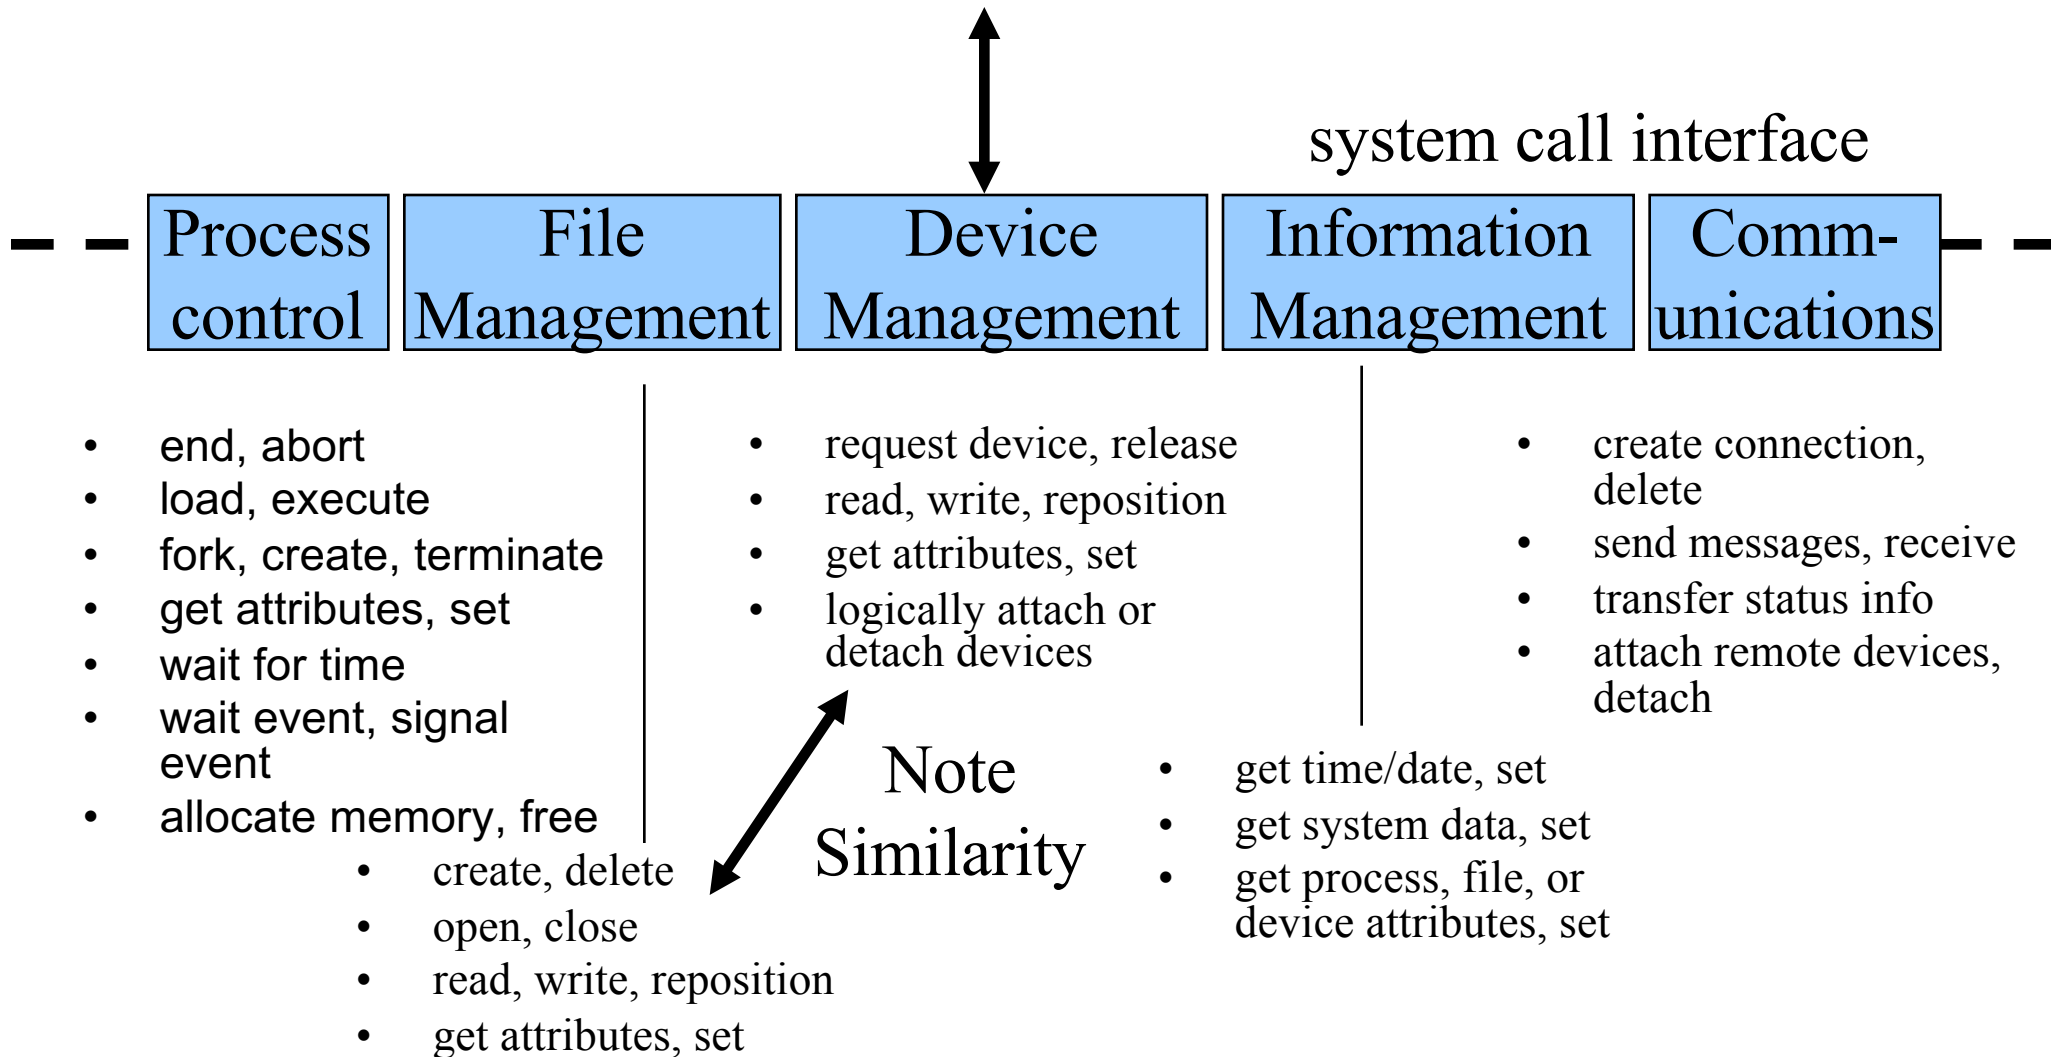 system call interface
Process
control
File
Management
Device
Management
Information
Management
Comm-
unications
• end, abort
• load, execute
• fork, create, terminate
• get attributes, set
• wait for time
• wait event, signal
event
• allocate memory, free
• create, delete
• open, close
• read, write, reposition
• get attributes, set
• request device, release
• read, write, reposition
• get attributes, set
• logically attach or
detach devices
Note
Similarity
• get time/date, set
• get system data, set
• get process, file, or
device attributes, set
• create connection,
delete
• send messages, receive
• transfer status info
• attach remote devices,
detach